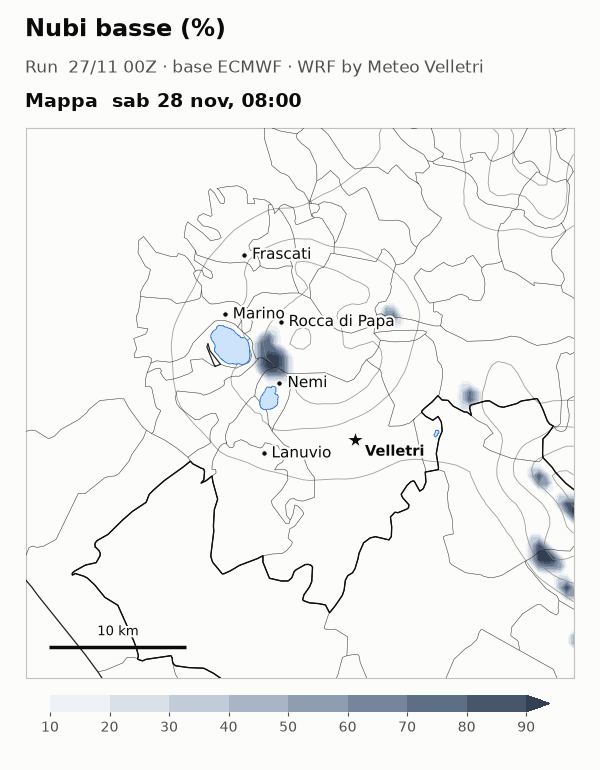 Nubi basse (%)
Run  27/11 00Z · base ECMWF · WRF by Meteo Velletri
Mappa  sab 28 nov, 08:00
Frascati
Marino
Rocca di Papa
Nemi
Velletri
Lanuvio
10 km
10 20 30 40 50 60 70 80 90